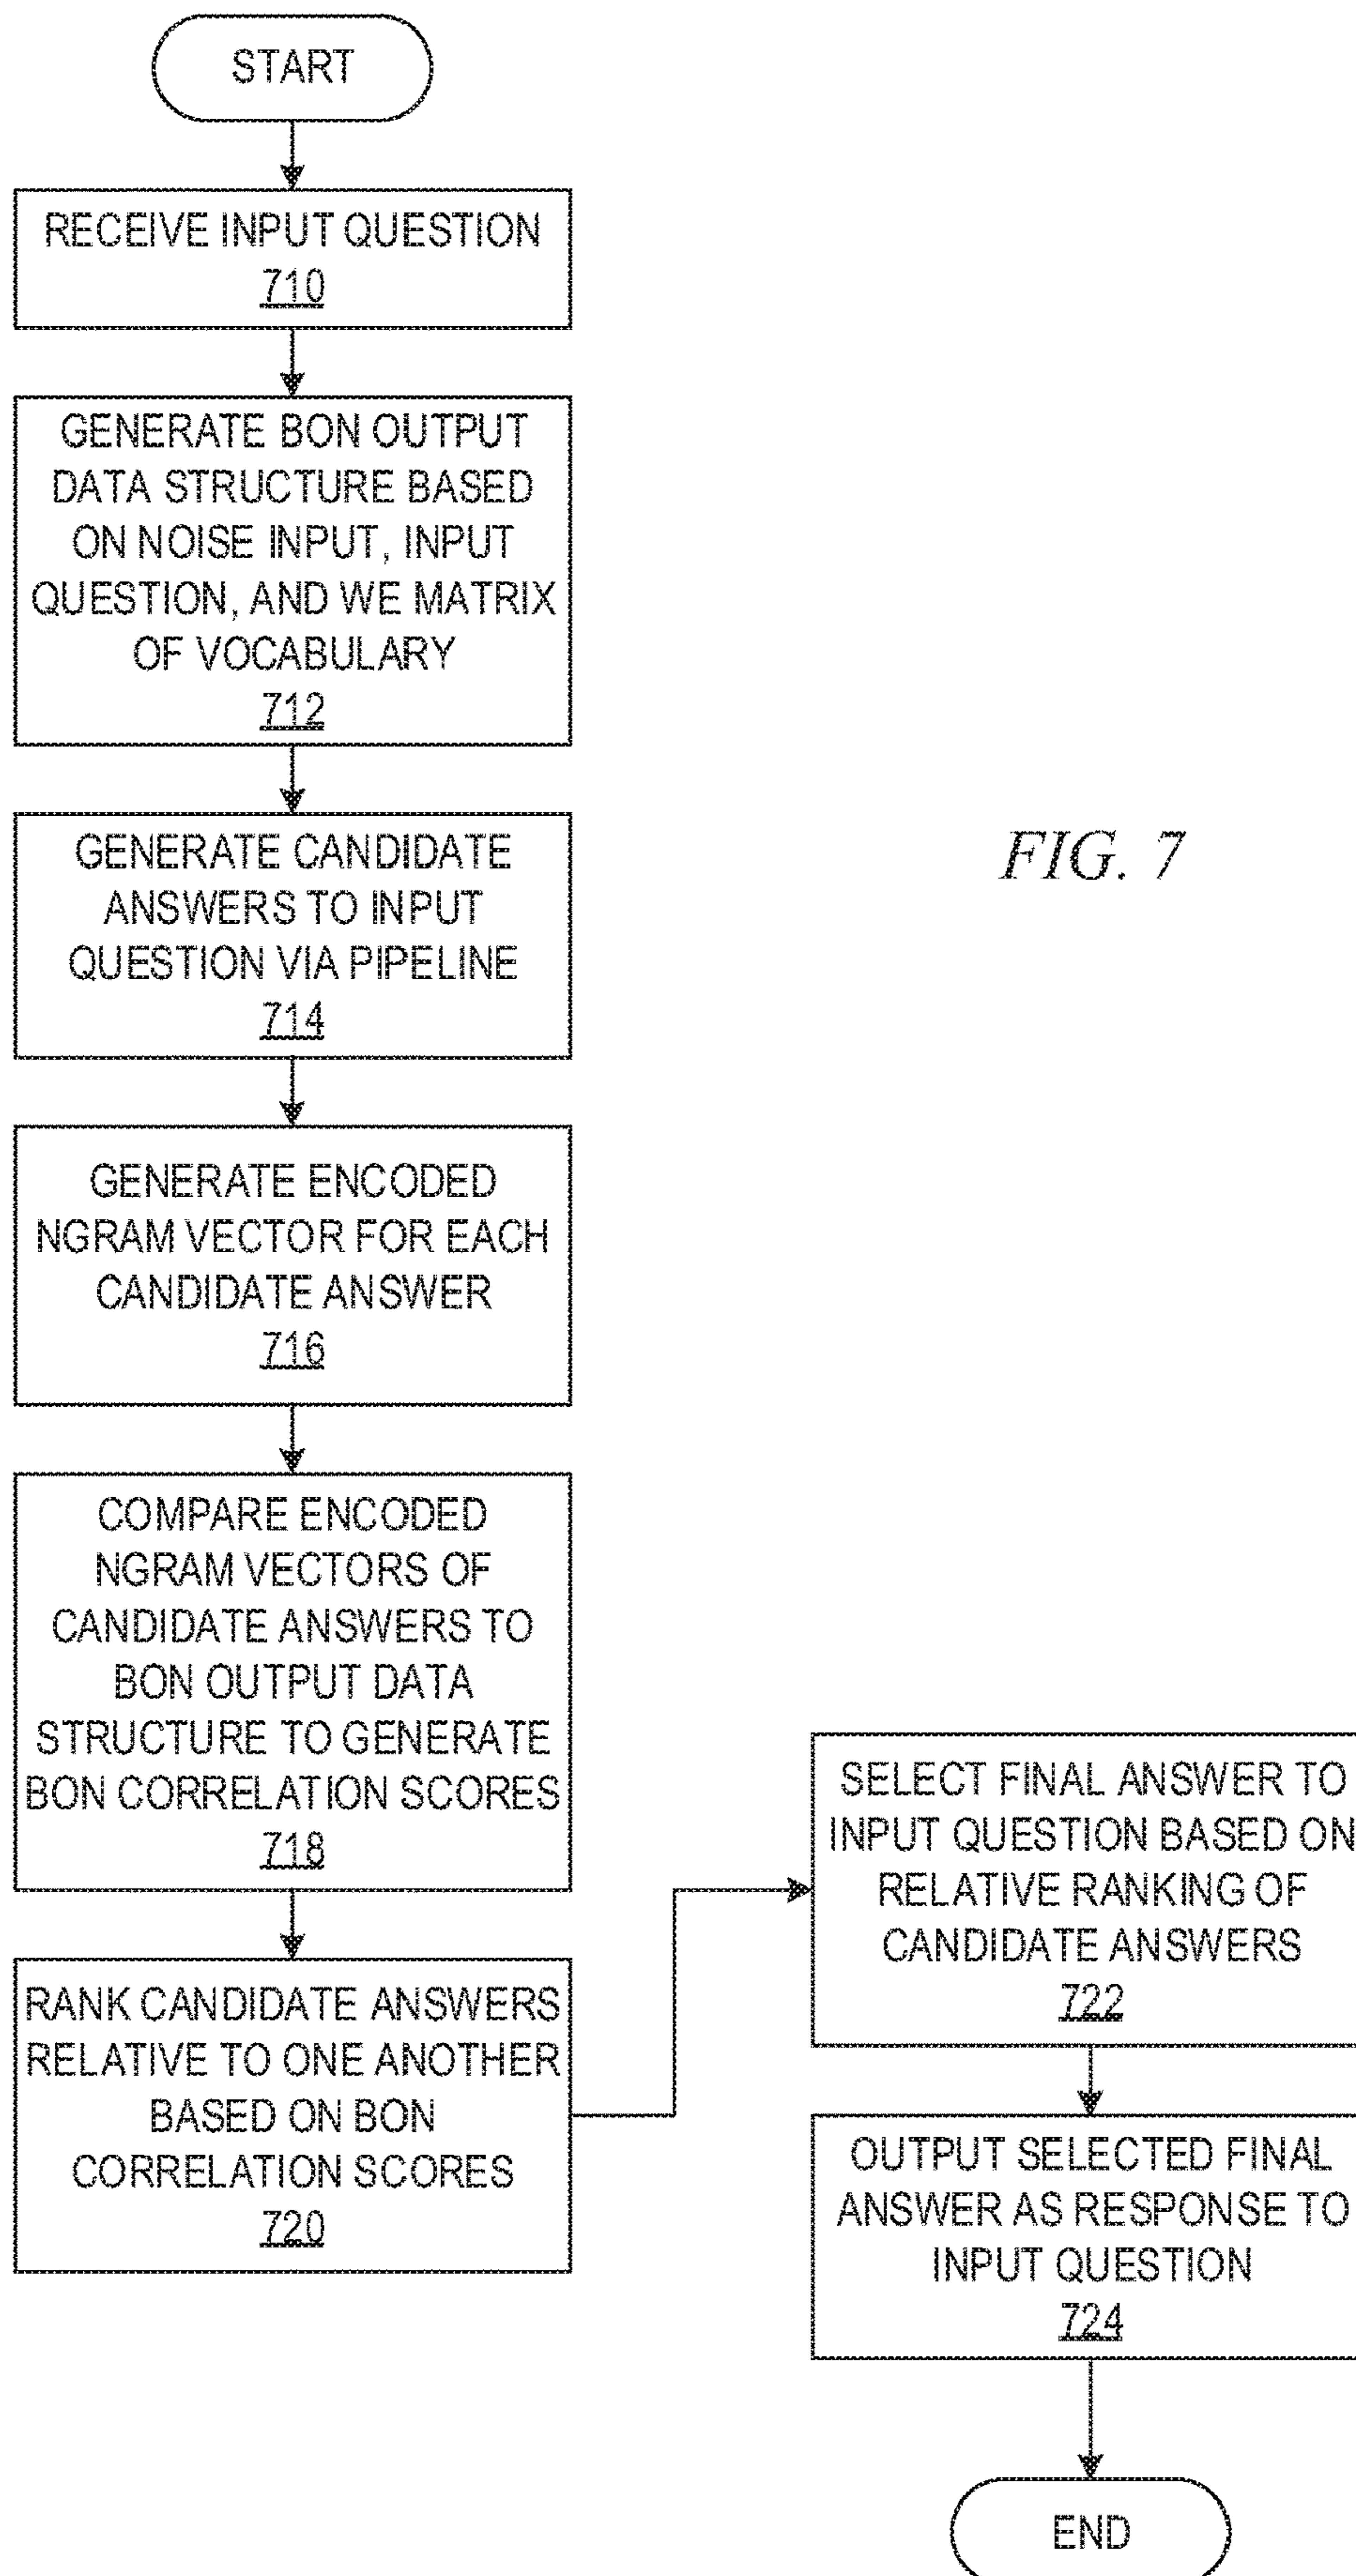 START
RECEIVE INPUT QUESTION
710
GENERATE BON OUTPUT
DATA STRUCTURE BASED
ON NOISE INPUT, INPUT
QUESTION, AND WE MATRIX
OF VOCABULARY
712
GENERATE CANDIDATE
ANSWERS TO INPUT
QUESTION VIA PIPELINE
714
FIG. 7
GENERATE ENCODED
NGRAM VECTOR FOR EACH
CANDIDATE ANSWER
716
COMPARE ENCODED
NGRAM VECTORS OF
CANDIDATE ANSWERS TO
BON OUTPUT DATA
STRUCTURE TO GENERATE
BON CORRELATION SCORES
718
RANK CANDIDATE ANSWERS
RELATIVE TO ONE ANOTHER
BASED ON BON
CORRELATION SCORES
720
SELECT FINAL ANSWER TO
INPUT QUESTION BASED ON
RELATIVE RANKING OF
CANDIDATE ANSWERS
722
OUTPUT SELECTED FINAL
ANSWER AS RESPONSE TO
INPUT QUESTION
724
END